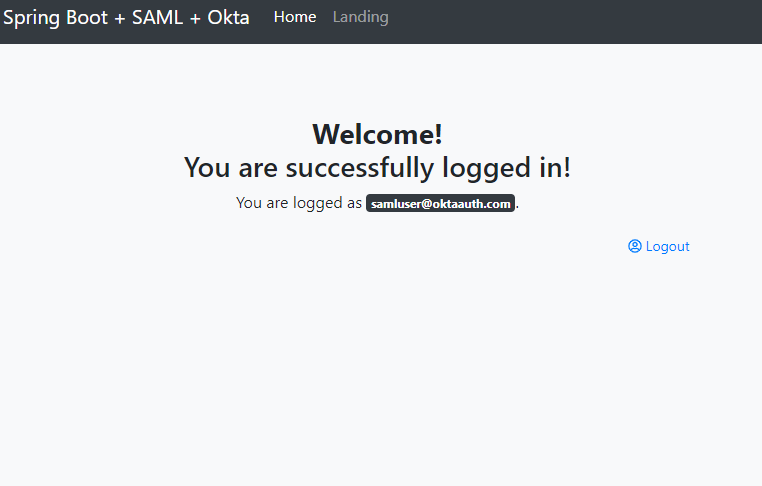 Spring Boot + SAML + Okta Home Landing
Welcome!
You are successfully logged in!
You are logged as samluser@oktaauth.com.
Logout